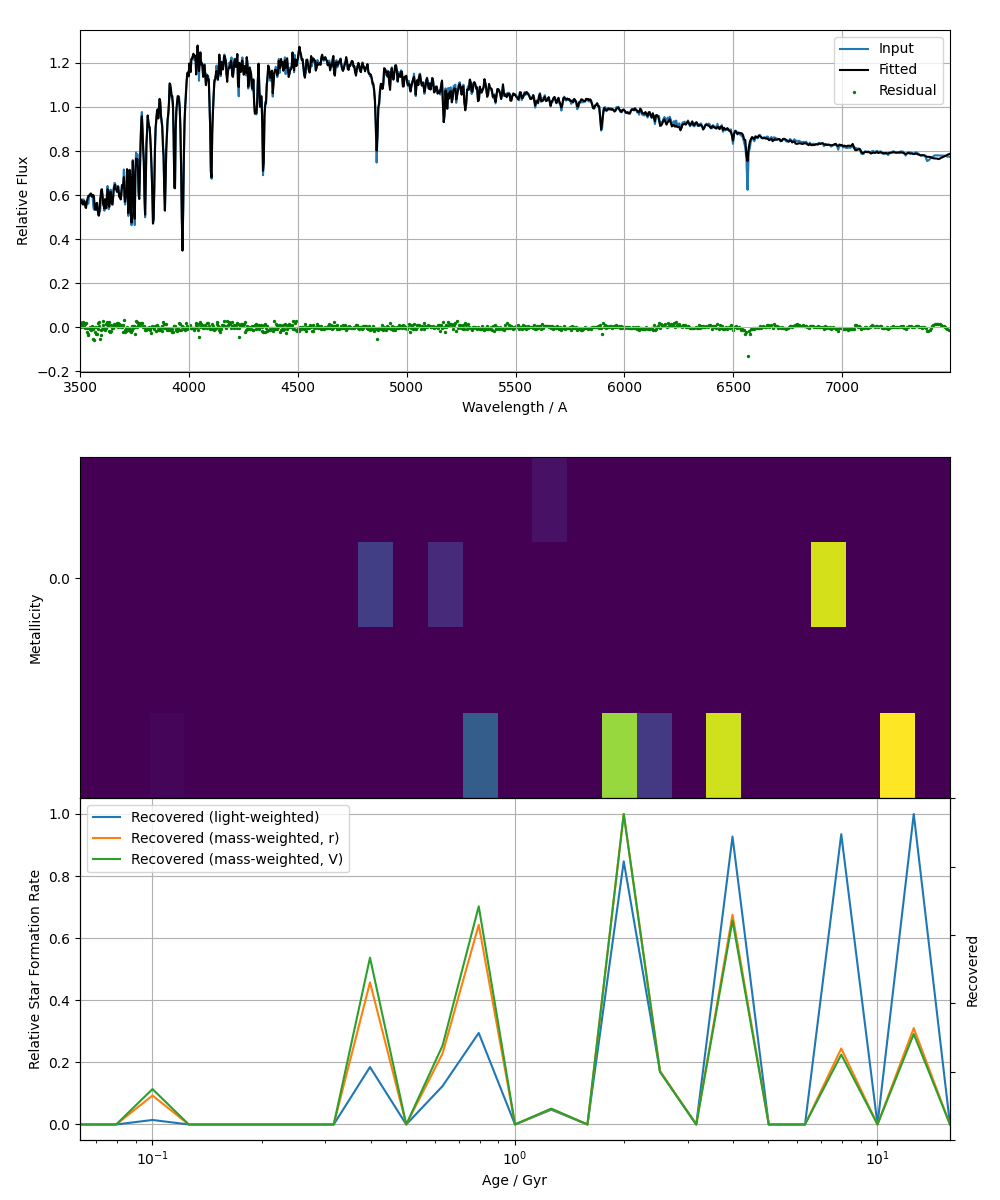 Relative Flux
1.2
1.0
0.8
0.6
0.4
0.2
0.0
−0.2
Input
Fitted
Residual
3500
4000
4500
5000
5500
6000
6500
7000
Wavelength / A
Metallicity
0.0
Relative Star Formation Rate
1.0
0.8
0.6
0.4
0.2
0.0
Recovered (light-weighted)
Recovered (mass-weighted, r)
Recovered (mass-weighted, V)
Recovered
10⁻¹
10⁰
10¹
Age / Gyr